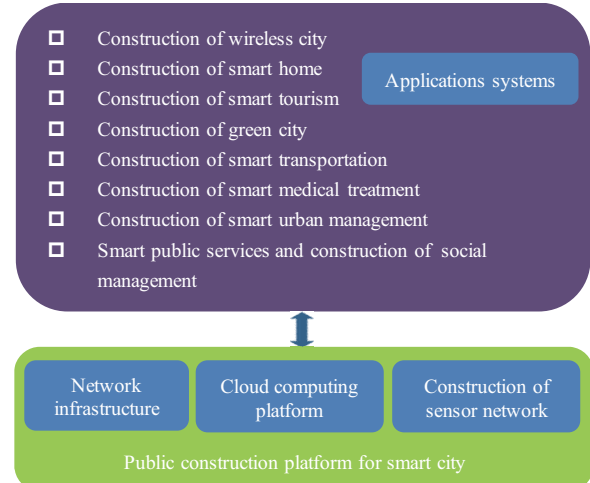 Construction of wireless city
Construction of smart home
Applications systems
Construction of smart tourism
Construction of green city
Construction of smart transportation
Construction of smart medical treatment
Construction of smart urban management
Smart public services and construction of social
management
Network
infrastructure
Cloud computing
platform
Construction of
sensor network
Public construction platform for smart city